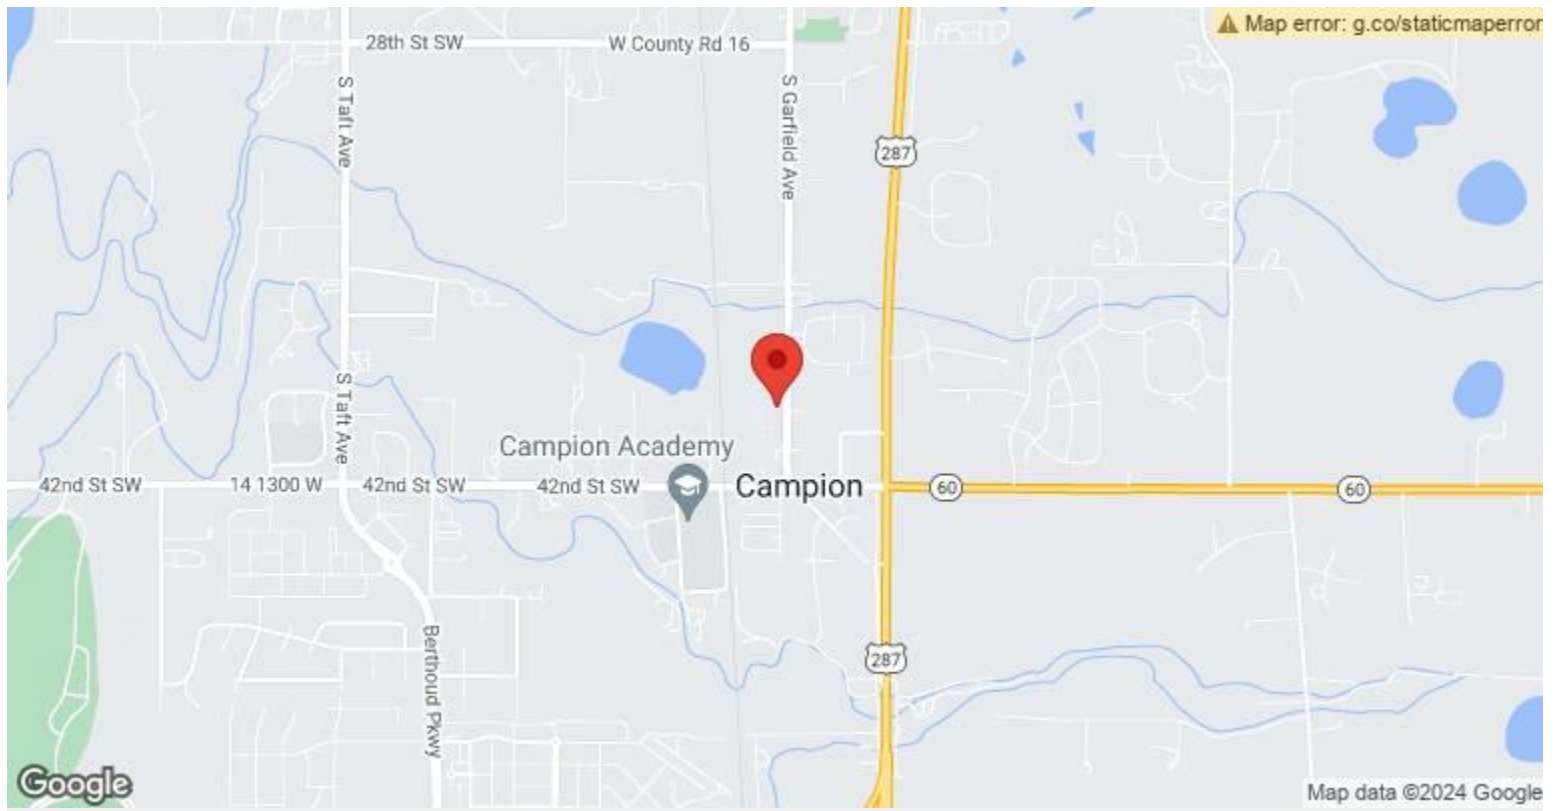 Map error: g.co/staticmaperror
28th St SW
W County Rd 16
S Taft Ave
S Garfield Ave
287
S Taft Ave
Campion Academy
42nd St SW
14 1300 W
42nd St SW
42nd St SW
Campion
60
60
Berthoud Pkwy
287
Google
Map data ©2024 Google